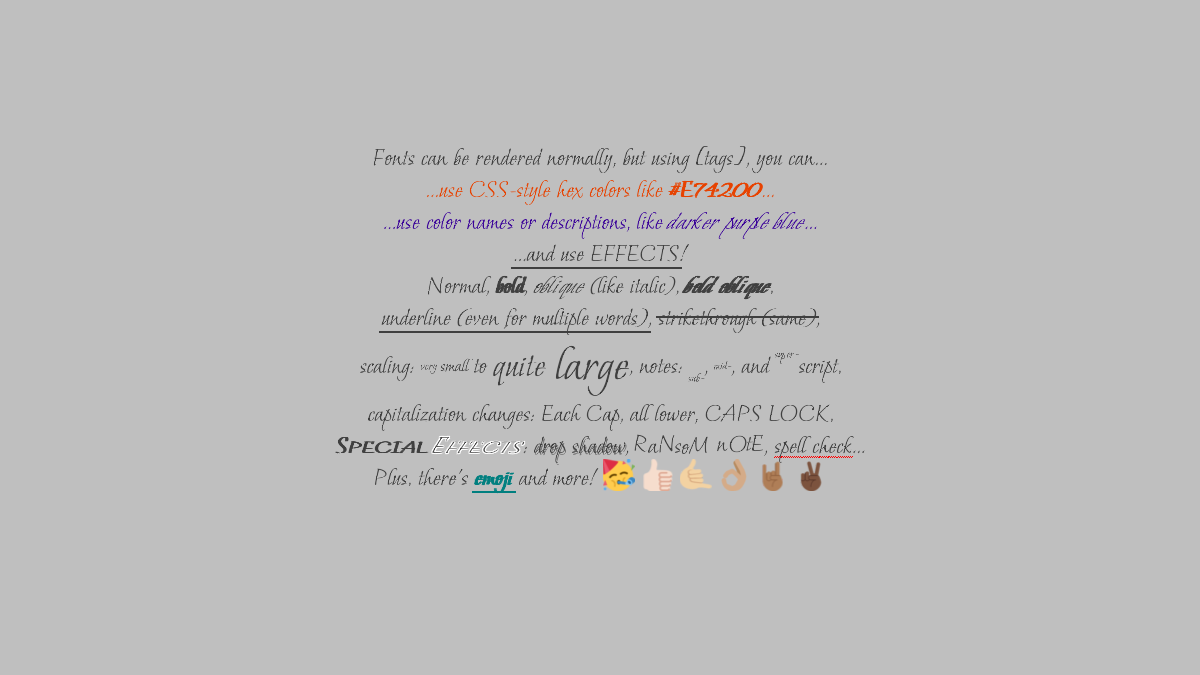 Fonts can be rendered normally, but using [tags], you can...
...use CSS-style hex colors like #E74200...
...use color names or descriptions, like darker purple blue...
...and use EFFECTS!
Normal, bold, oblique (like italic), bold oblique,
underline (even for multiple words), strikethrough (same),
scaling: very small to quite large, notes: sub-, mid-, and super-script,
capitalization changes: Each Cap, all lower, CAPS LOCK,
Special Effects: drop shadow, RaNsoM nOtE, spell check...
Plus, there's emoji and more! 🥳👍🏻🤙🏼👌🏽🤘🏾✌🏿